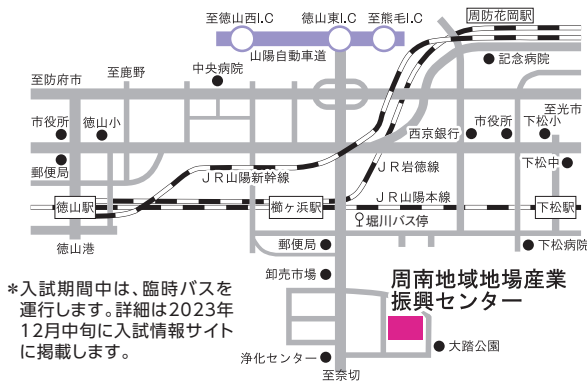 至徳山西I.C
徳山東I.C
至熊毛I.C
周防花岡駅
山陽自動車道
記念病院
至防府市
至鹿野
中央病院
至光市
市役所
徳山小
西京銀行
市役所
下松小
郵便局
JR山陽新幹線
JR岩徳線
下松中
JR山陽本線
徳山駅
櫛ヶ浜駅
下松駅
堀川バス停
徳山港
郵便局
下松病院
卸売市場
周南地域地場産業
振興センター
*入試期間中は、臨時バスを
運行します。詳細は2023年
12月中旬に入試情報サイト
に掲載します。
浄化センター
大踏公園
至奈切